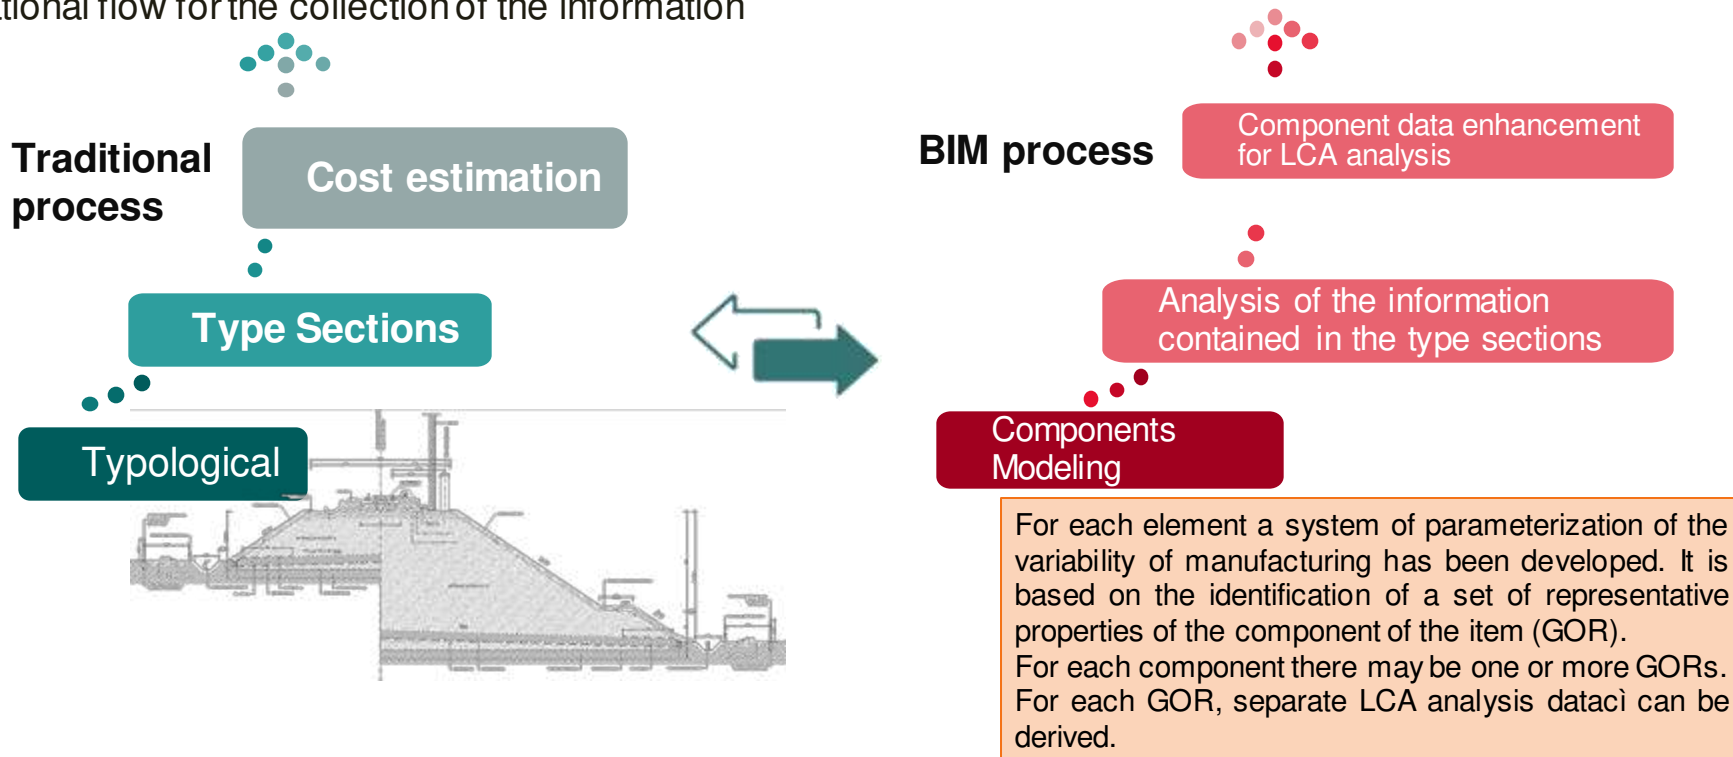 ational flow for the collection of the information
Traditional
process
Cost estimation
Type Sections
Typological
BIM process
Component data enhancement
for LCA analysis
Analysis of the information
contained in the type sections
Components
Modeling
For each element a system of parameterization of the
variability of manufacturing has been developed. It is
based on the identification of a set of representative
properties of the component of the item (GOR).
For each component there may be one or more GORs.
For each GOR, separate LCA analysis datacì can be
derived.